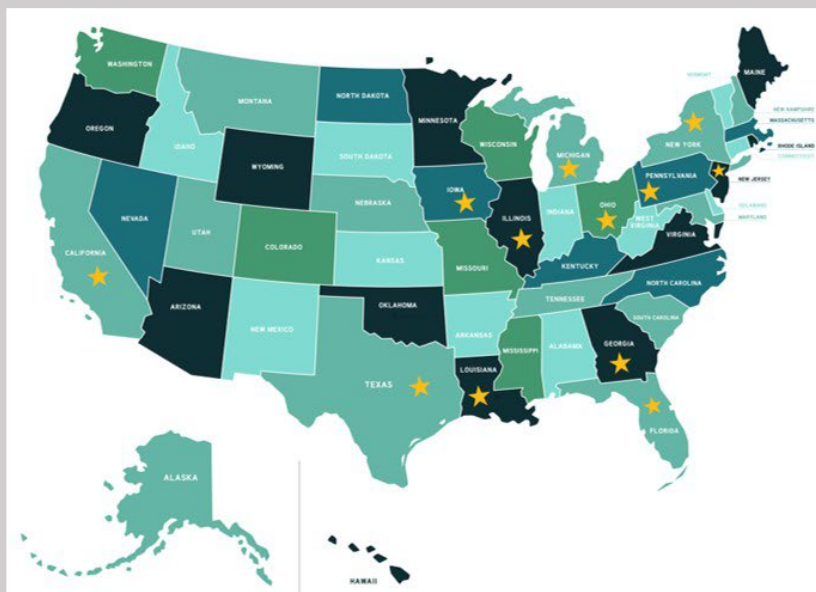 WASHINGTON
MONTANA
NORTH DAKOTA
MINNESOTA
MAINE
VERMONT
NEW HAMPSHIRE
MASSACHUSETTS
RHODE ISLAND
CONNECTICUT
OREGON
IDAHO
WYOMING
SOUTH DAKOTA
WISCONSIN
MICHIGAN
NEW YORK
PENNSYLVANIA
NEW JERSEY
DELAWARE
MARYLAND
NEVADA
UTAH
NEBRASKA
IOWA
ILLINOIS
INDIANA
OHIO
WEST
VIRGINIA
VIRGINIA
CALIFORNIA
COLORADO
KANSAS
MISSOURI
KENTUCKY
NORTH CAROLINA
ARIZONA
NEW MEXICO
OKLAHOMA
ARKANSAS
TENNESSEE
SOUTH CAROLINA
TEXAS
LOUISIANA
MISSISSIPPI
ALABAMA
GEORGIA
FLORIDA
ALASKA
HAWAII